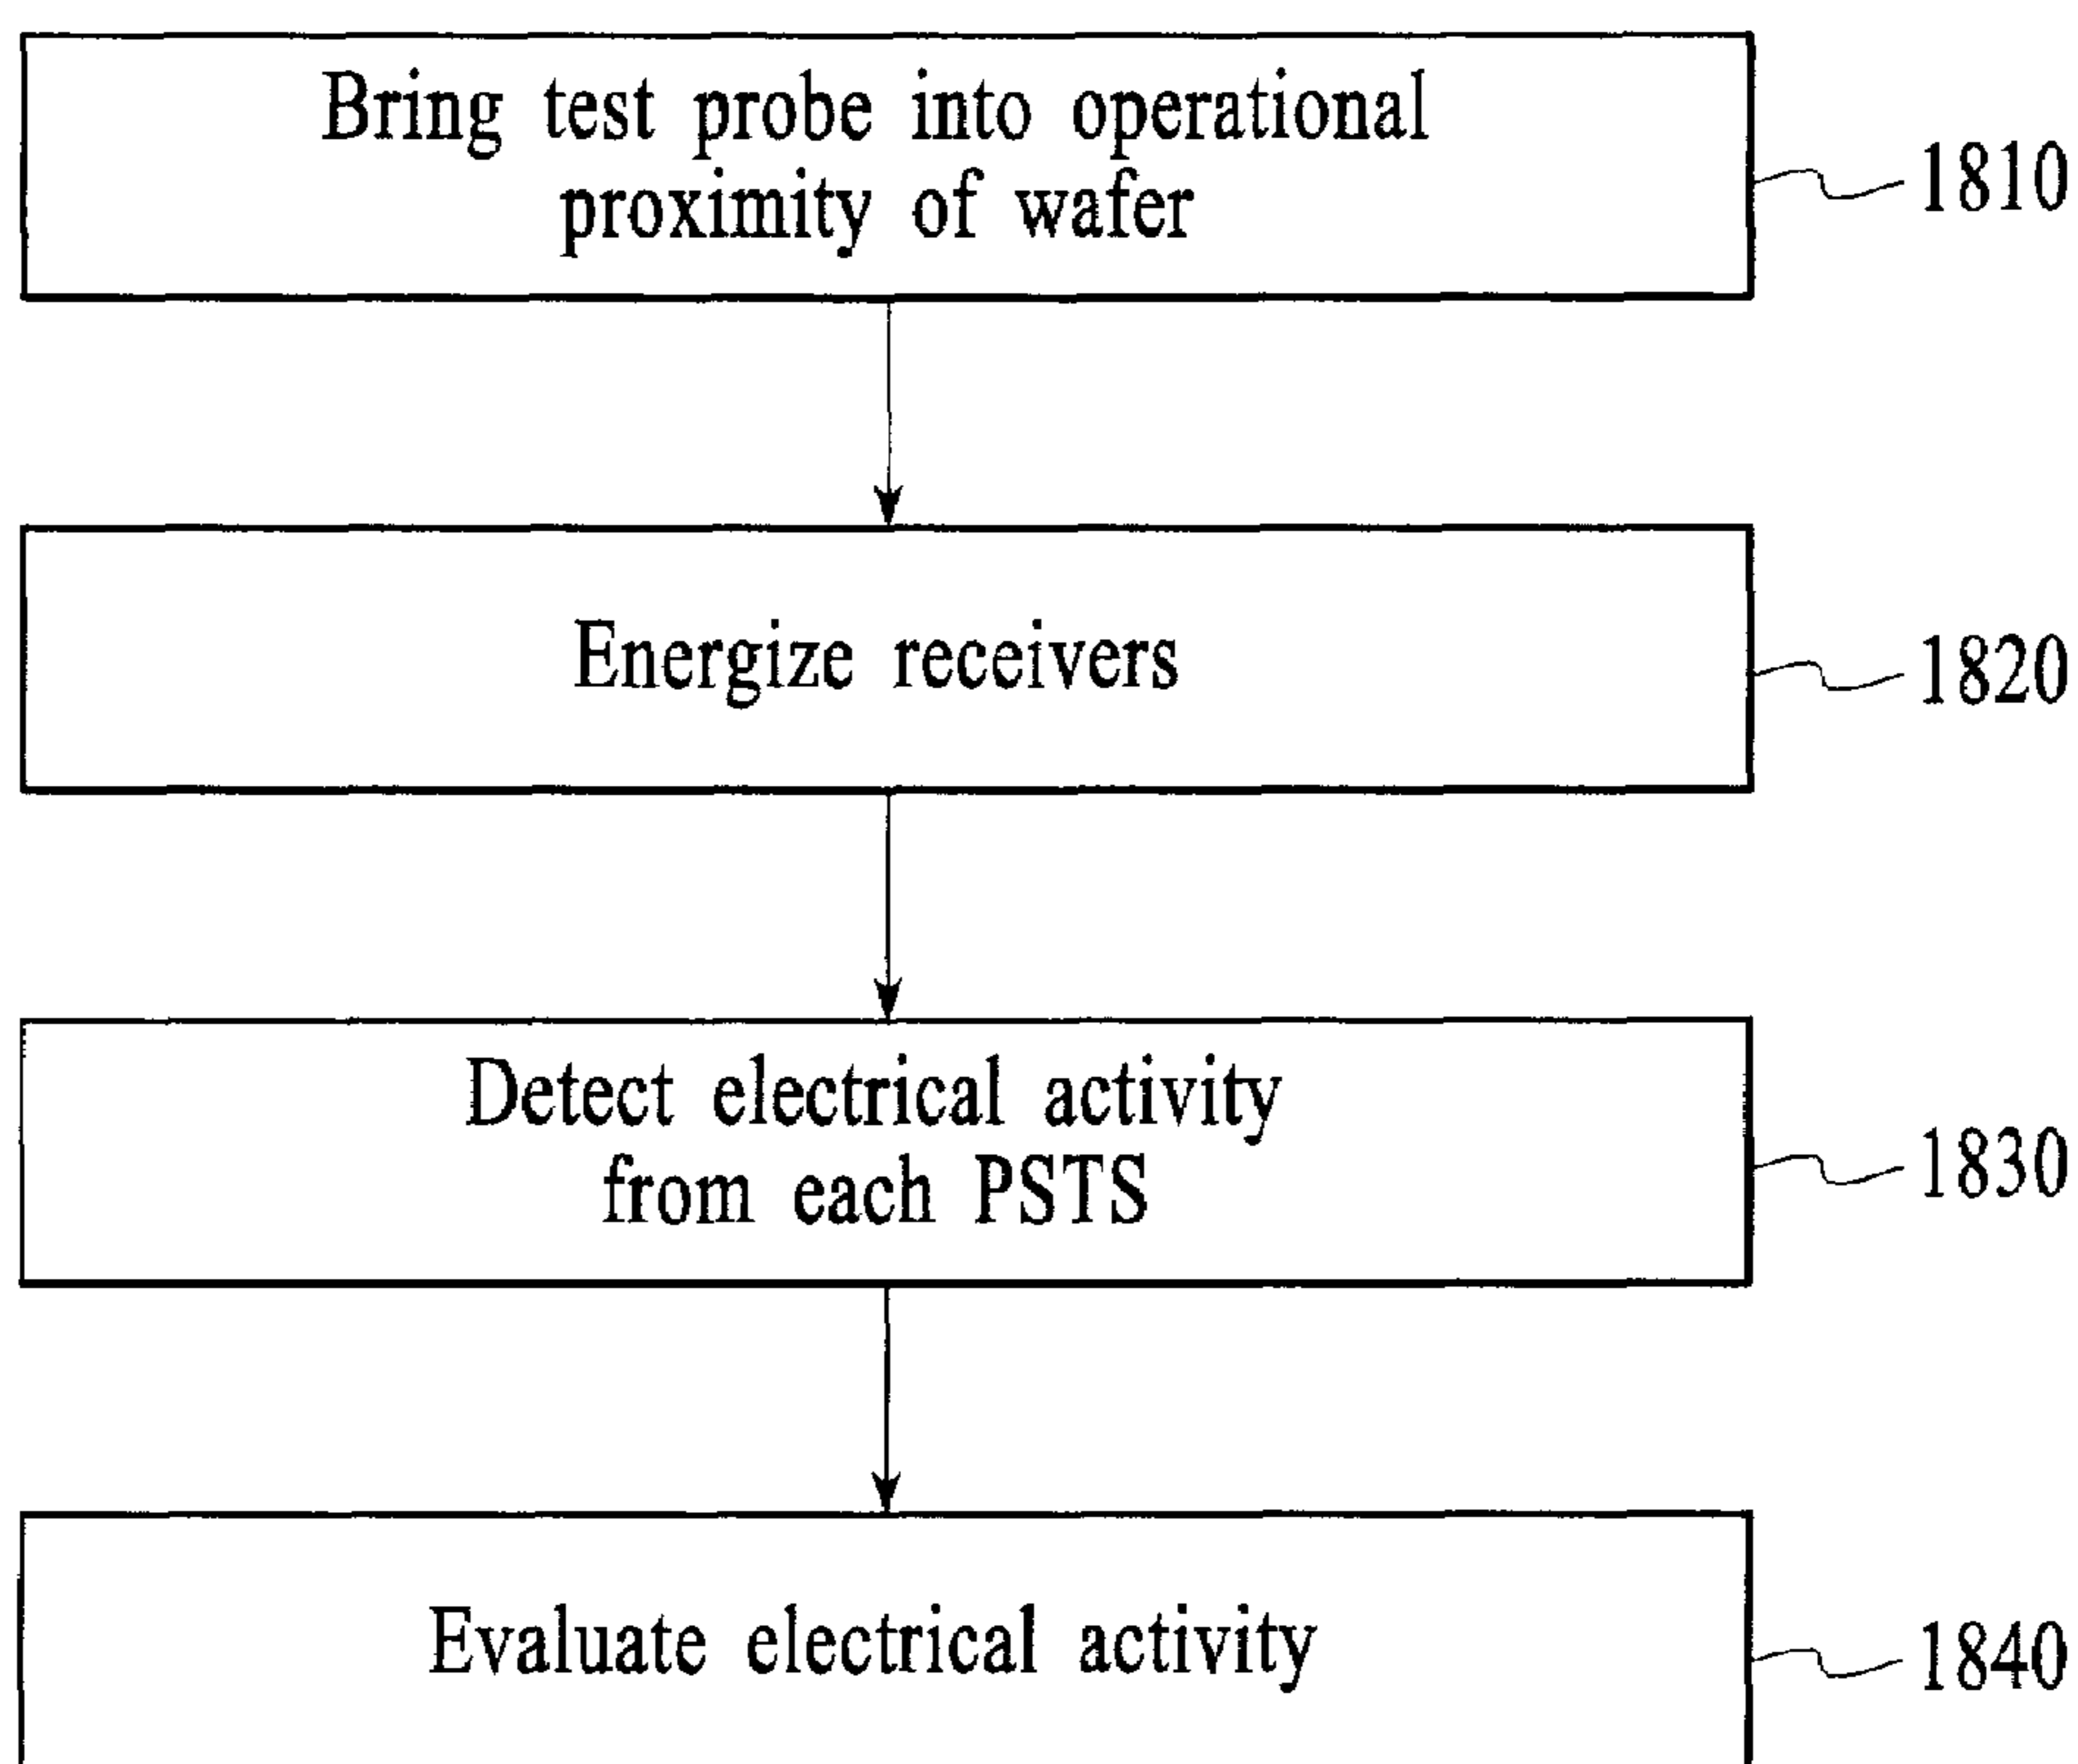 Bring test probe into operational
proximity of wafer
1810
Energize receivers
1820
Detect electrical activity
from each PSTS
1830
Evaluate electrical activity
1840